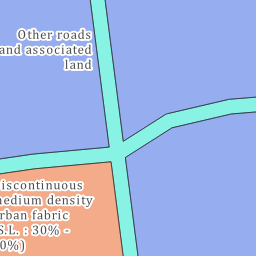 Other roads
and associated
land
iscontinuous
medium density
rban fabric
S.L. : 30% -
0%)